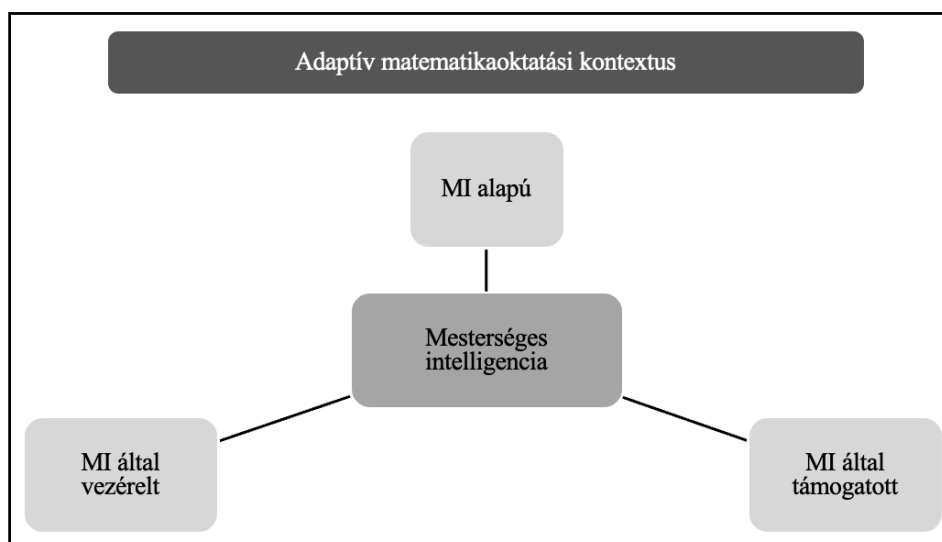 Adaptív matematikaoktatási kontextus
MI alapú
Mesterséges
intelligencia
MI által
vezérelt
MI által
támogatott